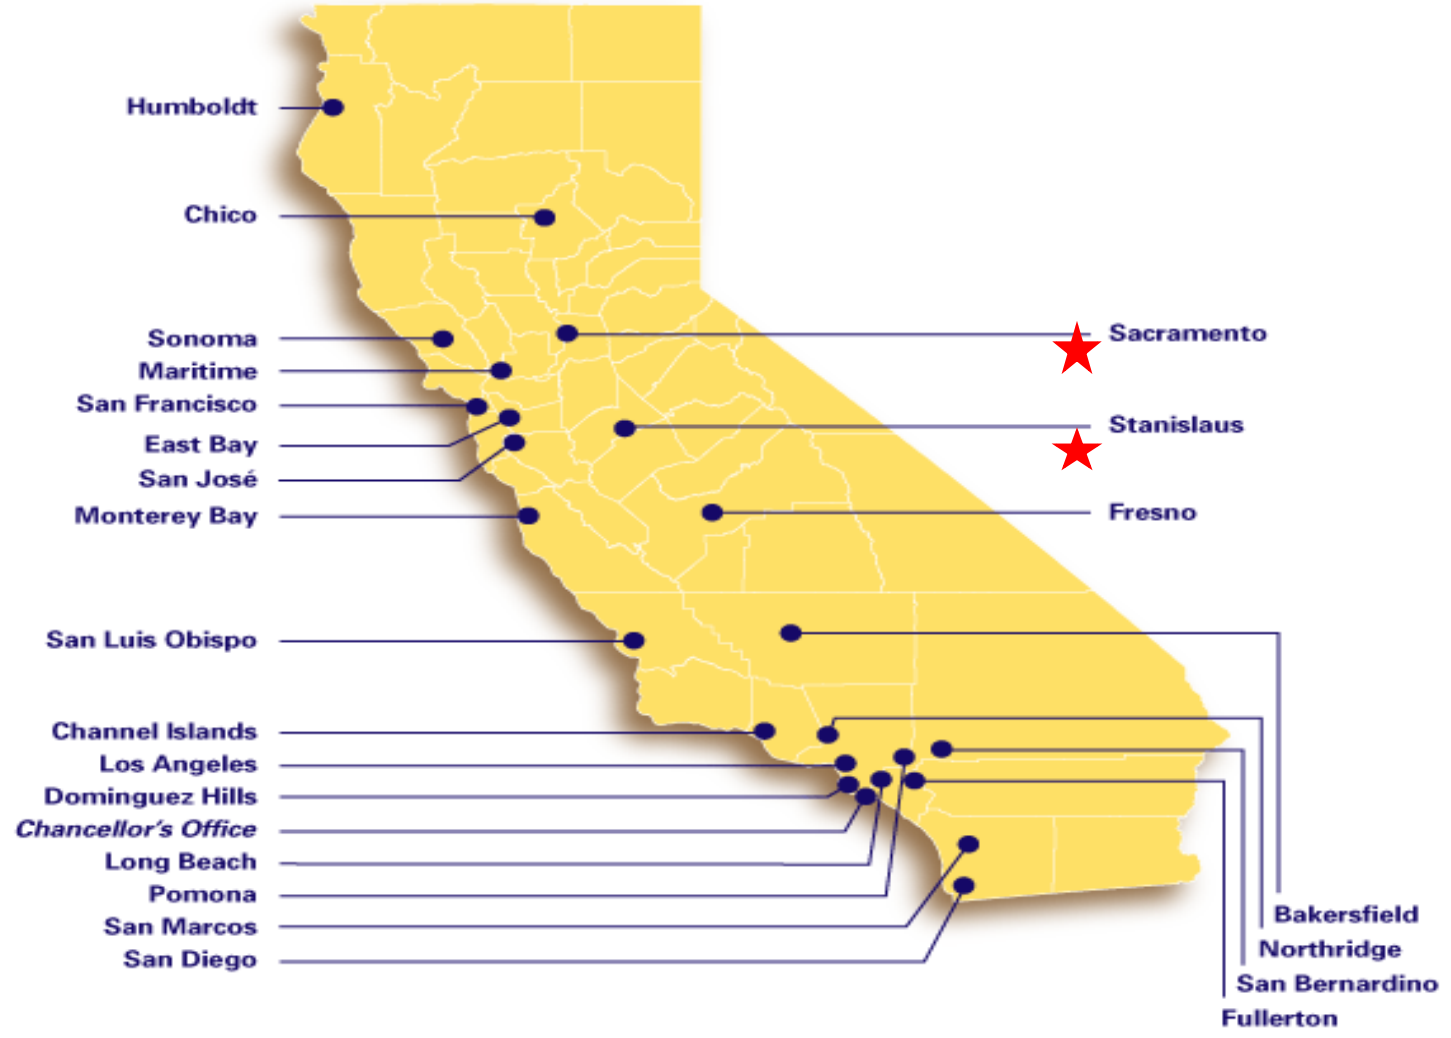 Humboldt
Chico
Sonoma
Maritime
San Francisco
East Bay
San José
Monterey Bay
San Luis Obispo
Channel Islands
Los Angeles
Dominguez Hills
Chancellor's Office
Long Beach
Pomona
San Marcos
San Diego
Sacramento
Stanislaus
Fresno
Bakersfield
Northridge
San Bernardino
Fullerton